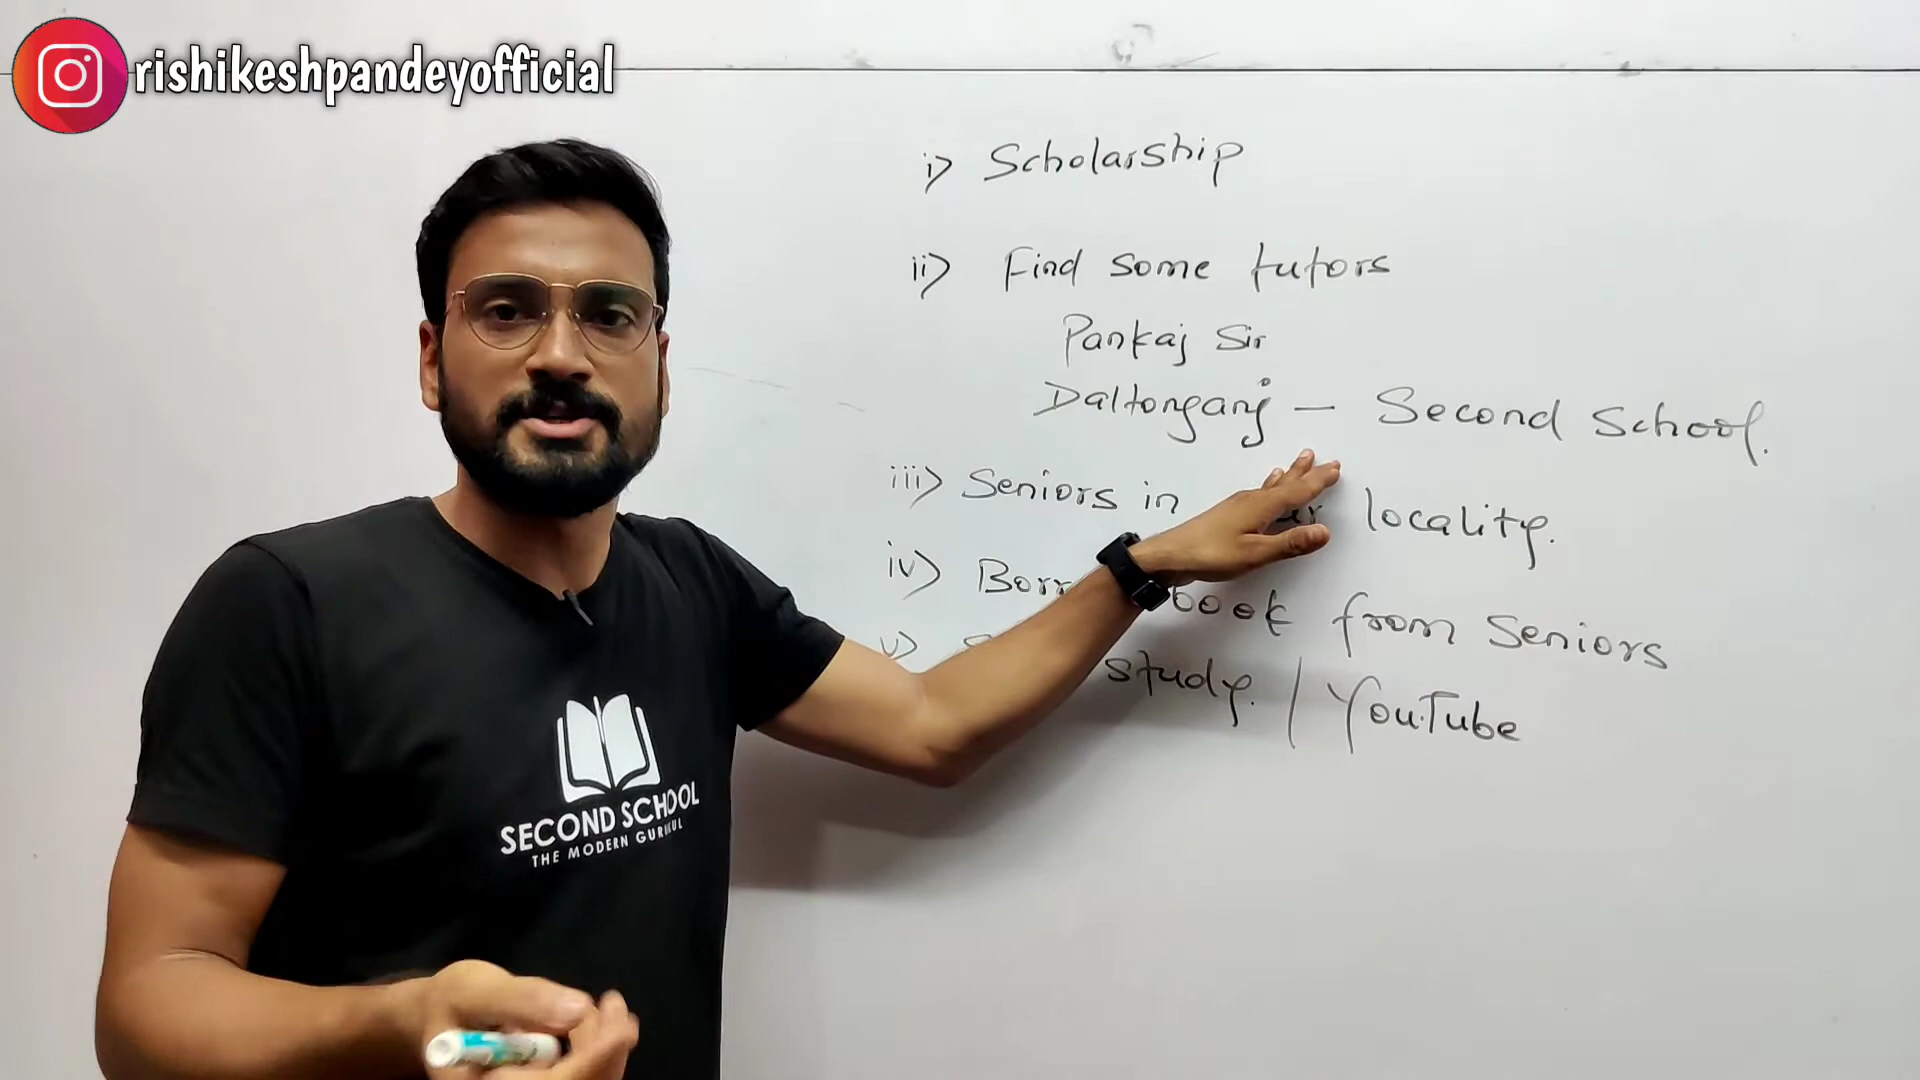 rishikeshpandeyofficial
i) Scholarship
ii) Find some tutors
Pankaj Sir
Daltonganj – Second School.
iii) Seniors in locality.
iv) book from Seniors
v) study. / YouTube
SECOND SCHOOL
THE MODERN GURUKUL